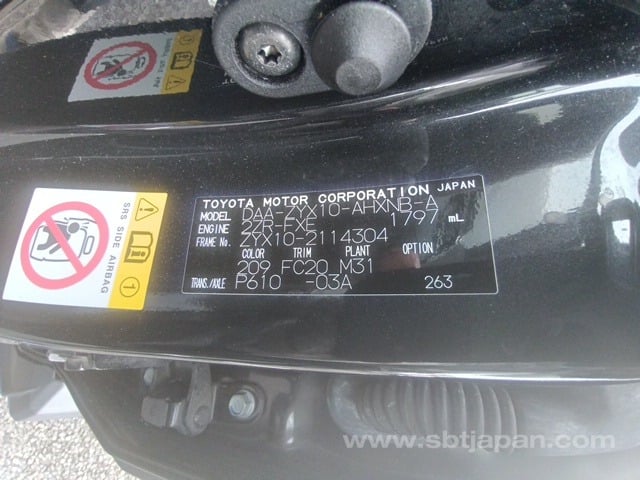 TOYOTA MOTOR CORPORATION JAPAN
MODEL DAA-ZYX10-AHXNB-A
ENGINE 2ZR-FXE 1797 mL
FRAME No. ZYX10-2114304
COLOR TRIM PLANT OPTION
209 FC20 M31
TRANS./AXLE P610 -03A 263
SRS SIDE AIRBAG
1
www.sbtjapan.com